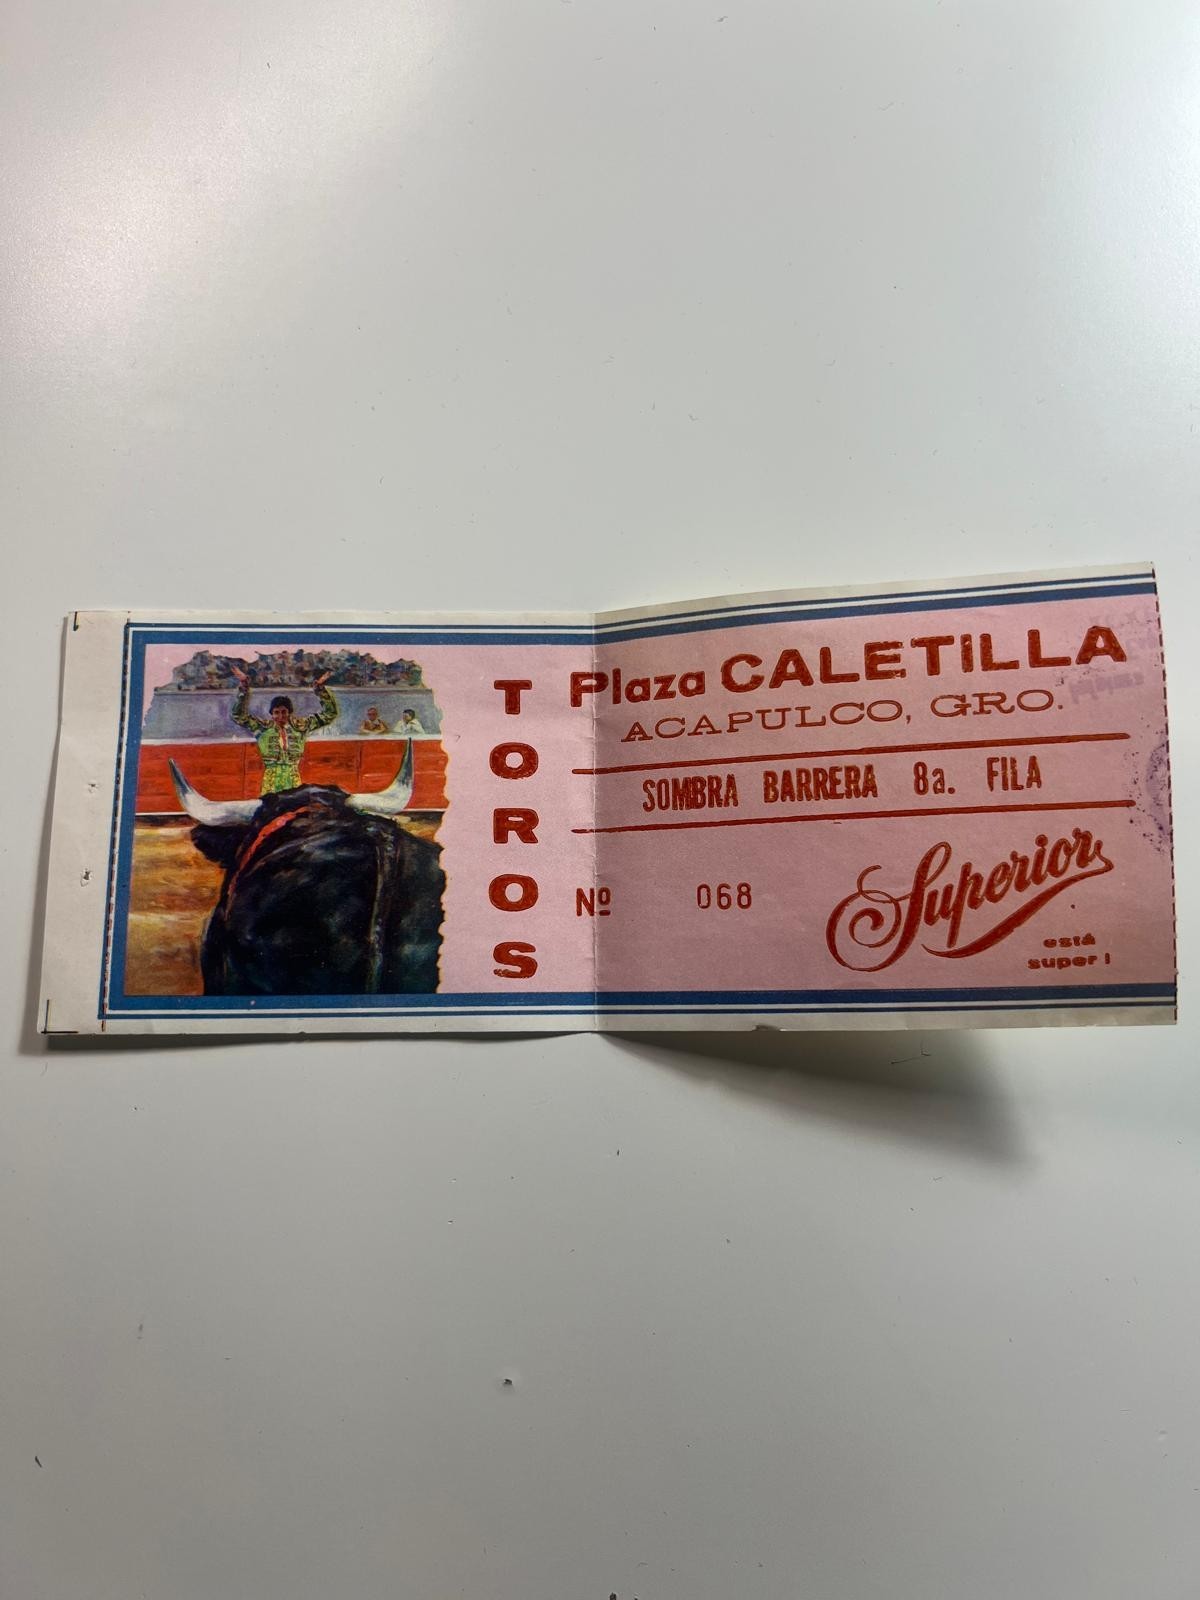 TOROS
Plaza CALETILLA
ACAPULCO, GRO.
SOMBRA BARRERA 8a. FILA
Nº 068
Superior
está
super!